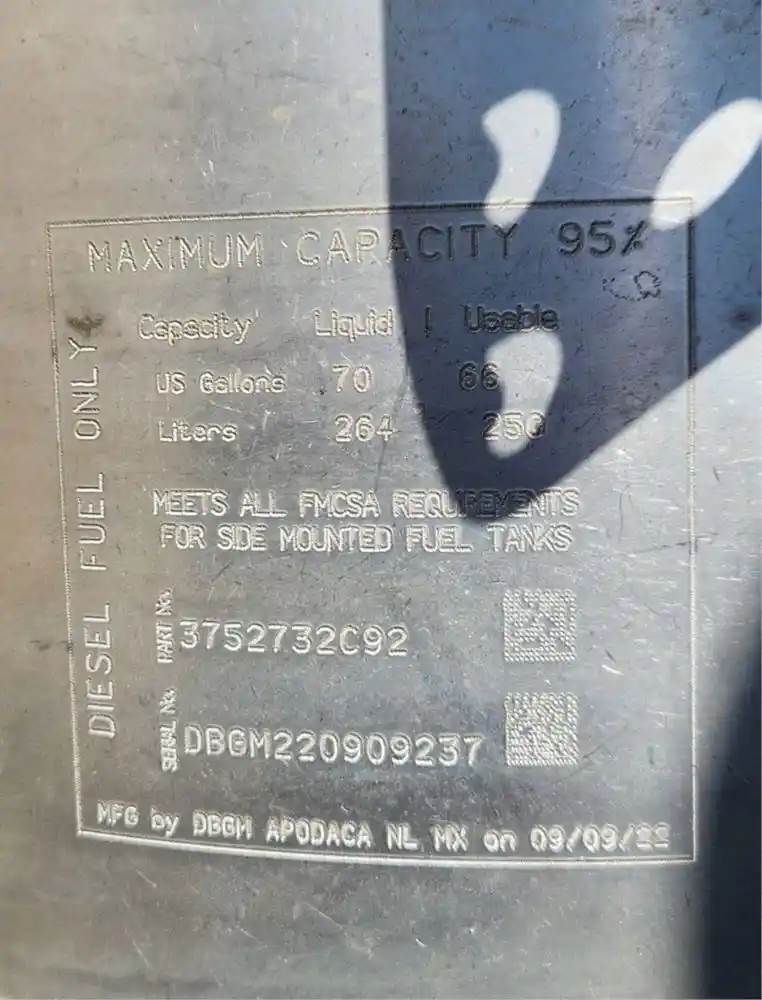 MAXIMUM CAPACITY 95%
Capacity Liquid | Usable
US Gallons 70 66
Liters 264 250
MEETS ALL FMCSA REQUIREMENTS
FOR SIDE MOUNTED FUEL TANKS
PART No. 3752732C92
SERIAL No. DBGM220909237
MFG by DBGM APODACA NL MX on 09/09/22
DIESEL FUEL ONLY